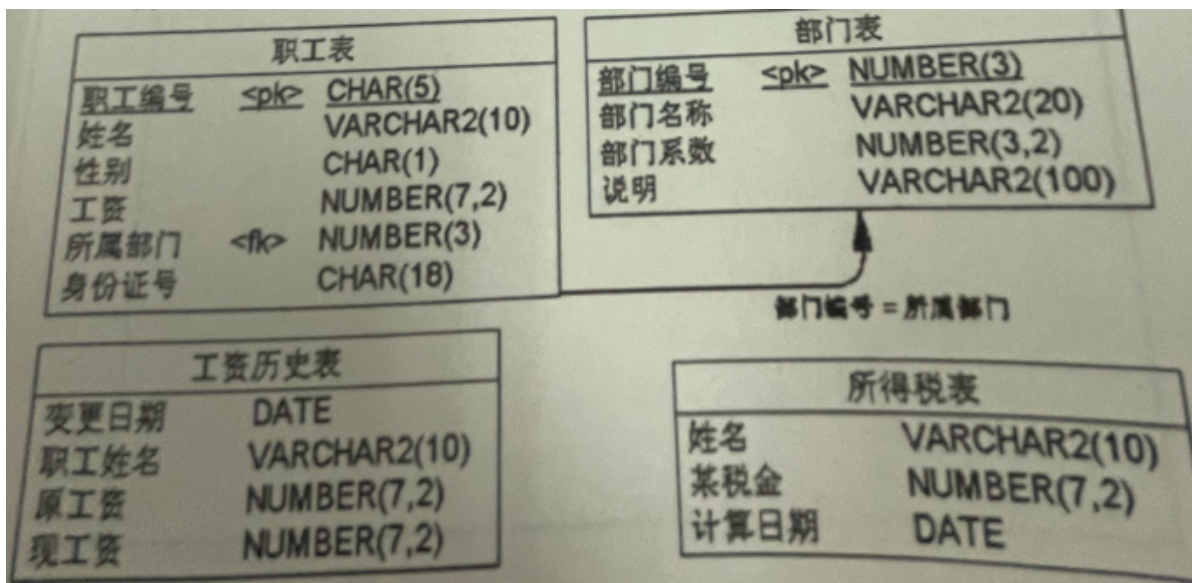 职工表
职工编号 <pk> CHAR(5)
姓名 VARCHAR2(10)
性别 CHAR(1)
工资 NUMBER(7,2)
所属部门 <fk> NUMBER(3)
身份证号 CHAR(18)
部门表
部门编号 <pk> NUMBER(3)
部门名称 VARCHAR2(20)
部门系数 NUMBER(3,2)
说明 VARCHAR2(100)
部门编号 = 所属部门
工资历史表
变更日期 DATE
职工姓名 VARCHAR2(10)
原工资 NUMBER(7,2)
现工资 NUMBER(7,2)
所得税表
姓名 VARCHAR2(10)
某税金 NUMBER(7,2)
计算日期 DATE